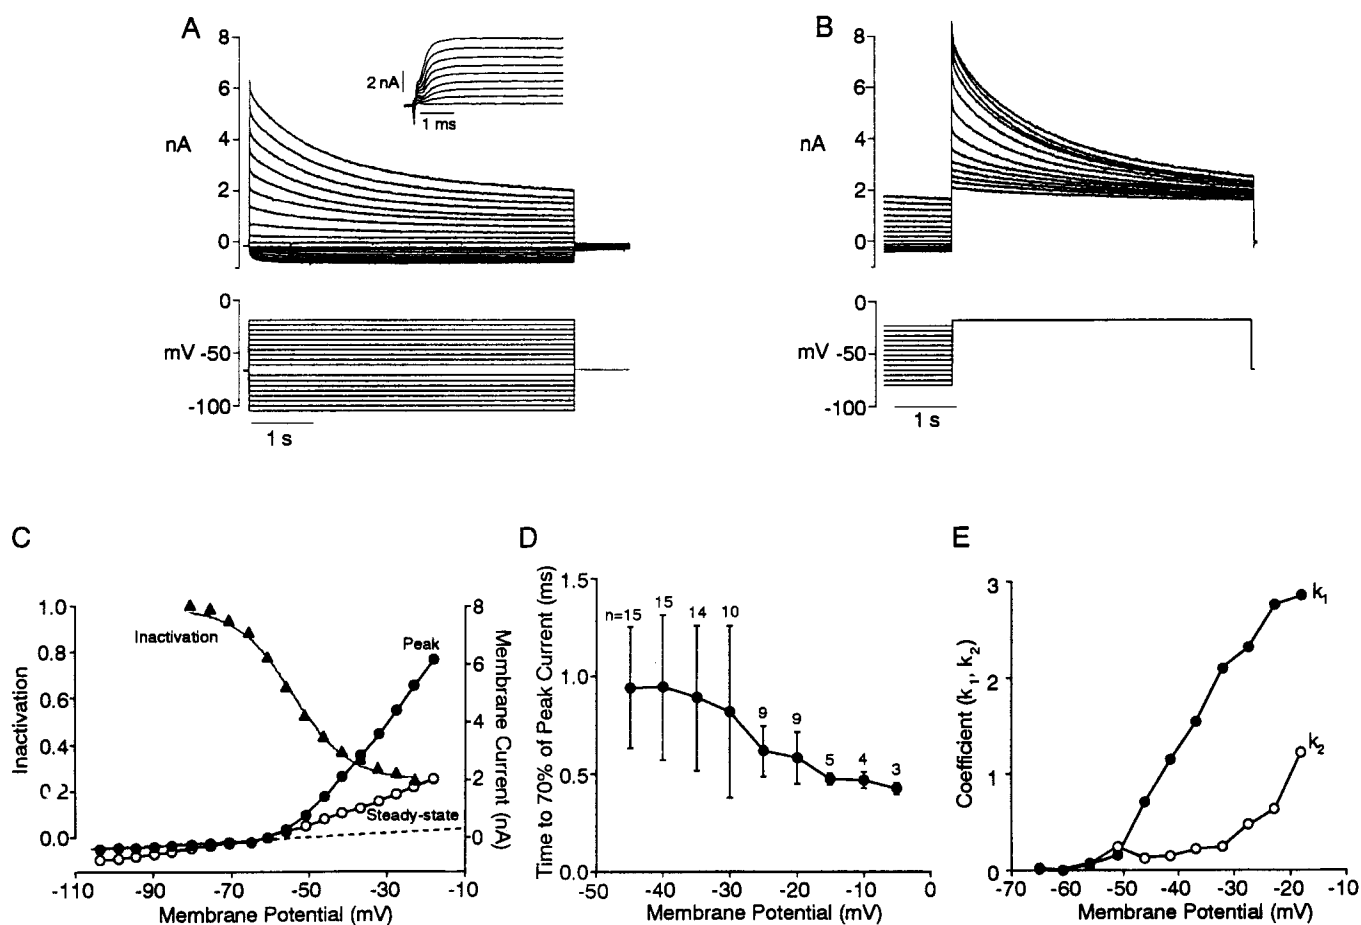 A
8
6
nA
4
2
0
2 nA
1 ms
0
mV -50
-100
1 s
B
8
6
nA
4
2
0
0
mV -50
-100
1 s
C
Inactivation
1.0
0.8
0.6
0.4
0.2
0.0
Inactivation
Peak
Steady-state
8
6
4
2
0
Membrane Current (nA)
-110 -90 -70 -50 -30 -10
Membrane Potential (mV)
D
Time to 70% of Peak Current (ms)
1.5
1.0
0.5
0.0
n=15 15 14 10 9 9 5 4 3
-50 -40 -30 -20 -10 0
Membrane Potential (mV)
E
Coefficient (k1, k2)
3
2
1
0
k1
k2
-70 -60 -50 -40 -30 -20 -10
Membrane Potential (mV)